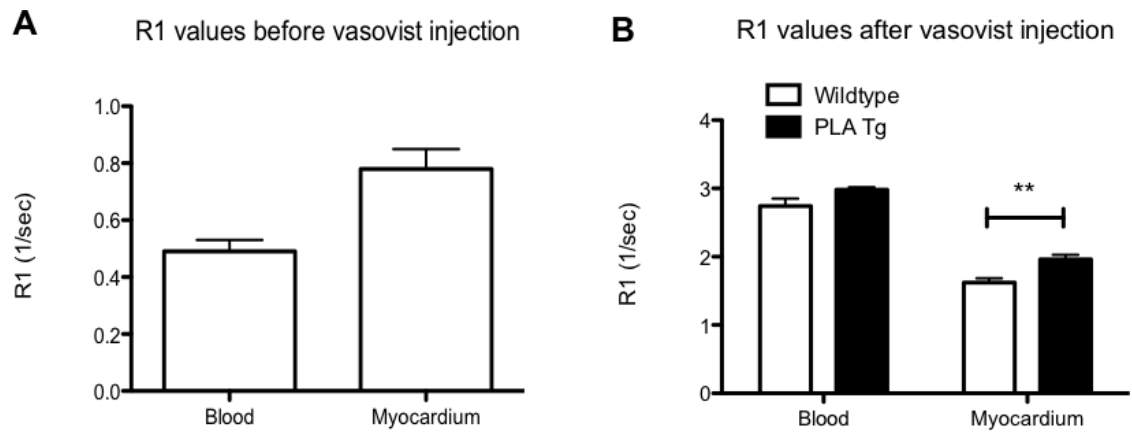 A
R1 values before vasovist injection
R1 (1/sec)
1.0
0.8
0.6
0.4
0.2
0.0
Blood
Myocardium
B
R1 values after vasovist injection
Wildtype
PLA Tg
R1 (1/sec)
4
3
2
1
0
**
Blood
Myocardium